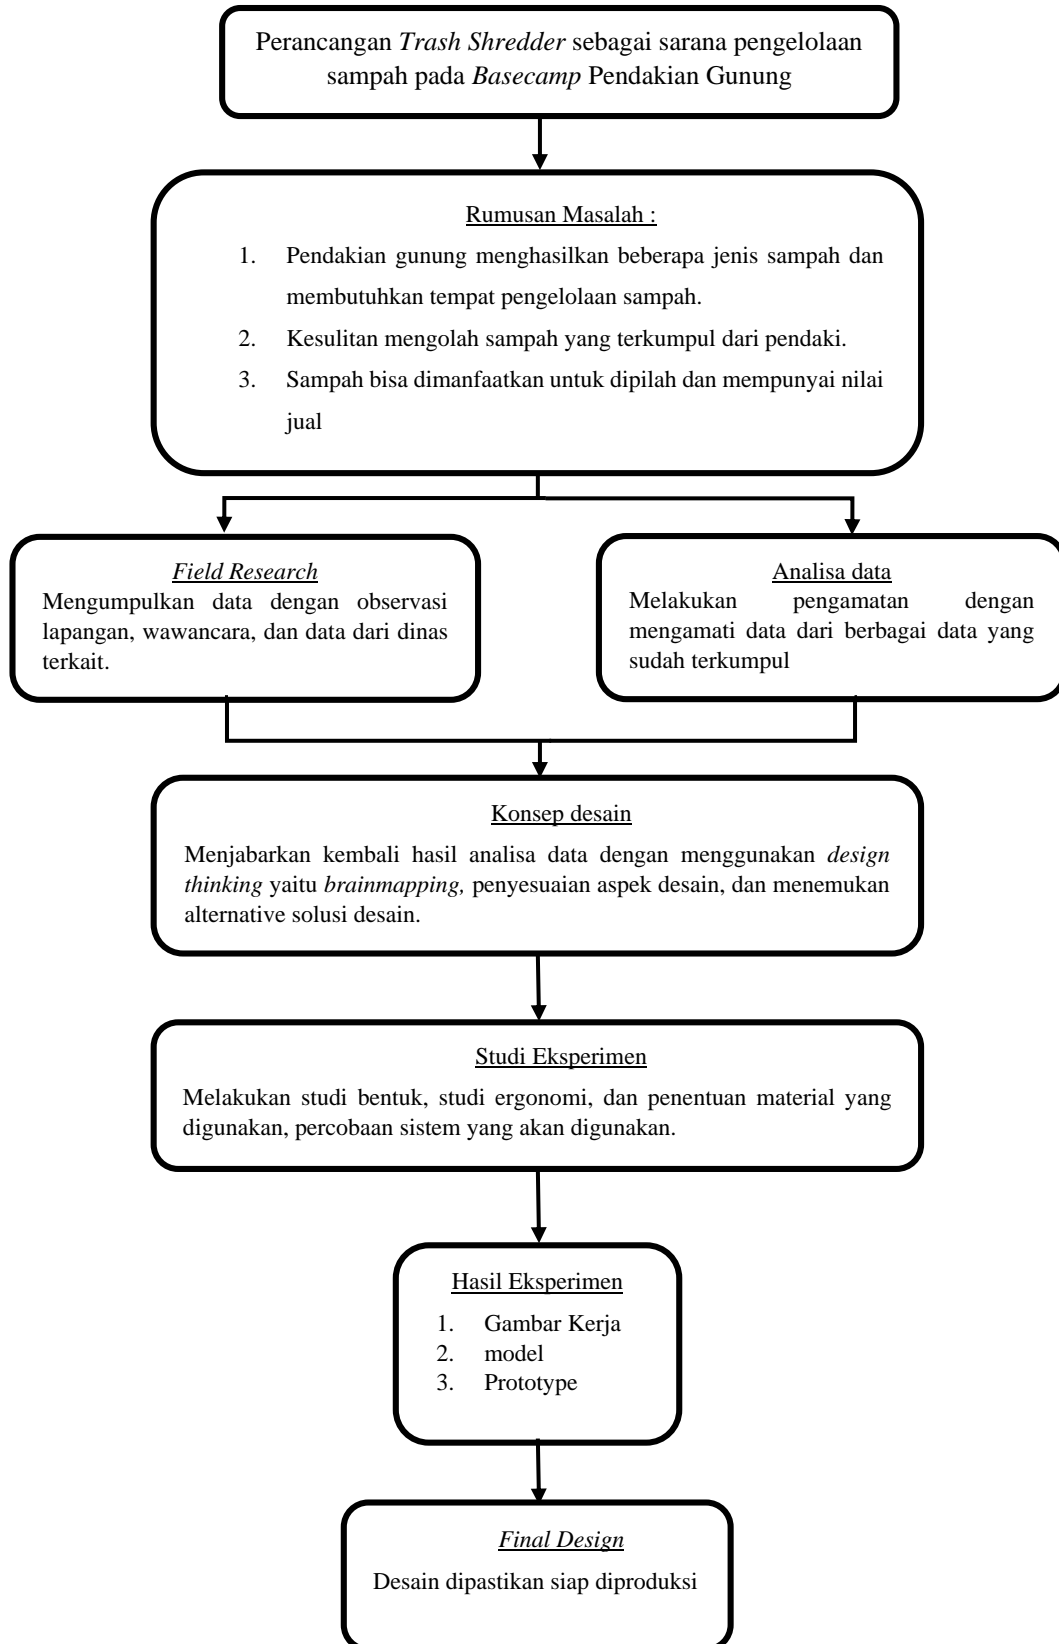 Perancangan Trash Shredder sebagai sarana pengelolaan
sampah pada Basecamp Pendakian Gunung
Rumusan Masalah :
1. Pendakian gunung menghasilkan beberapa jenis sampah dan
membutuhkan tempat pengelolaan sampah.
2. Kesulitan mengolah sampah yang terkumpul dari pendaki.
3. Sampah bisa dimanfaatkan untuk dipilah dan mempunyai nilai
jual
Field Research
Mengumpulkan data dengan observasi
lapangan, wawancara, dan data dari dinas
terkait.
Analisa data
Melakukan pengamatan dengan
mengamati data dari berbagai data yang
sudah terkumpul
Konsep desain
Menjabarkan kembali hasil analisa data dengan menggunakan design
thinking yaitu brainmapping, penyesuaian aspek desain, dan menemukan
alternative solusi desain.
Studi Eksperimen
Melakukan studi bentuk, studi ergonomi, dan penentuan material yang
digunakan, percobaan sistem yang akan digunakan.
Hasil Eksperimen
1. Gambar Kerja
2. model
3. Prototype
Final Design
Desain dipastikan siap diproduksi